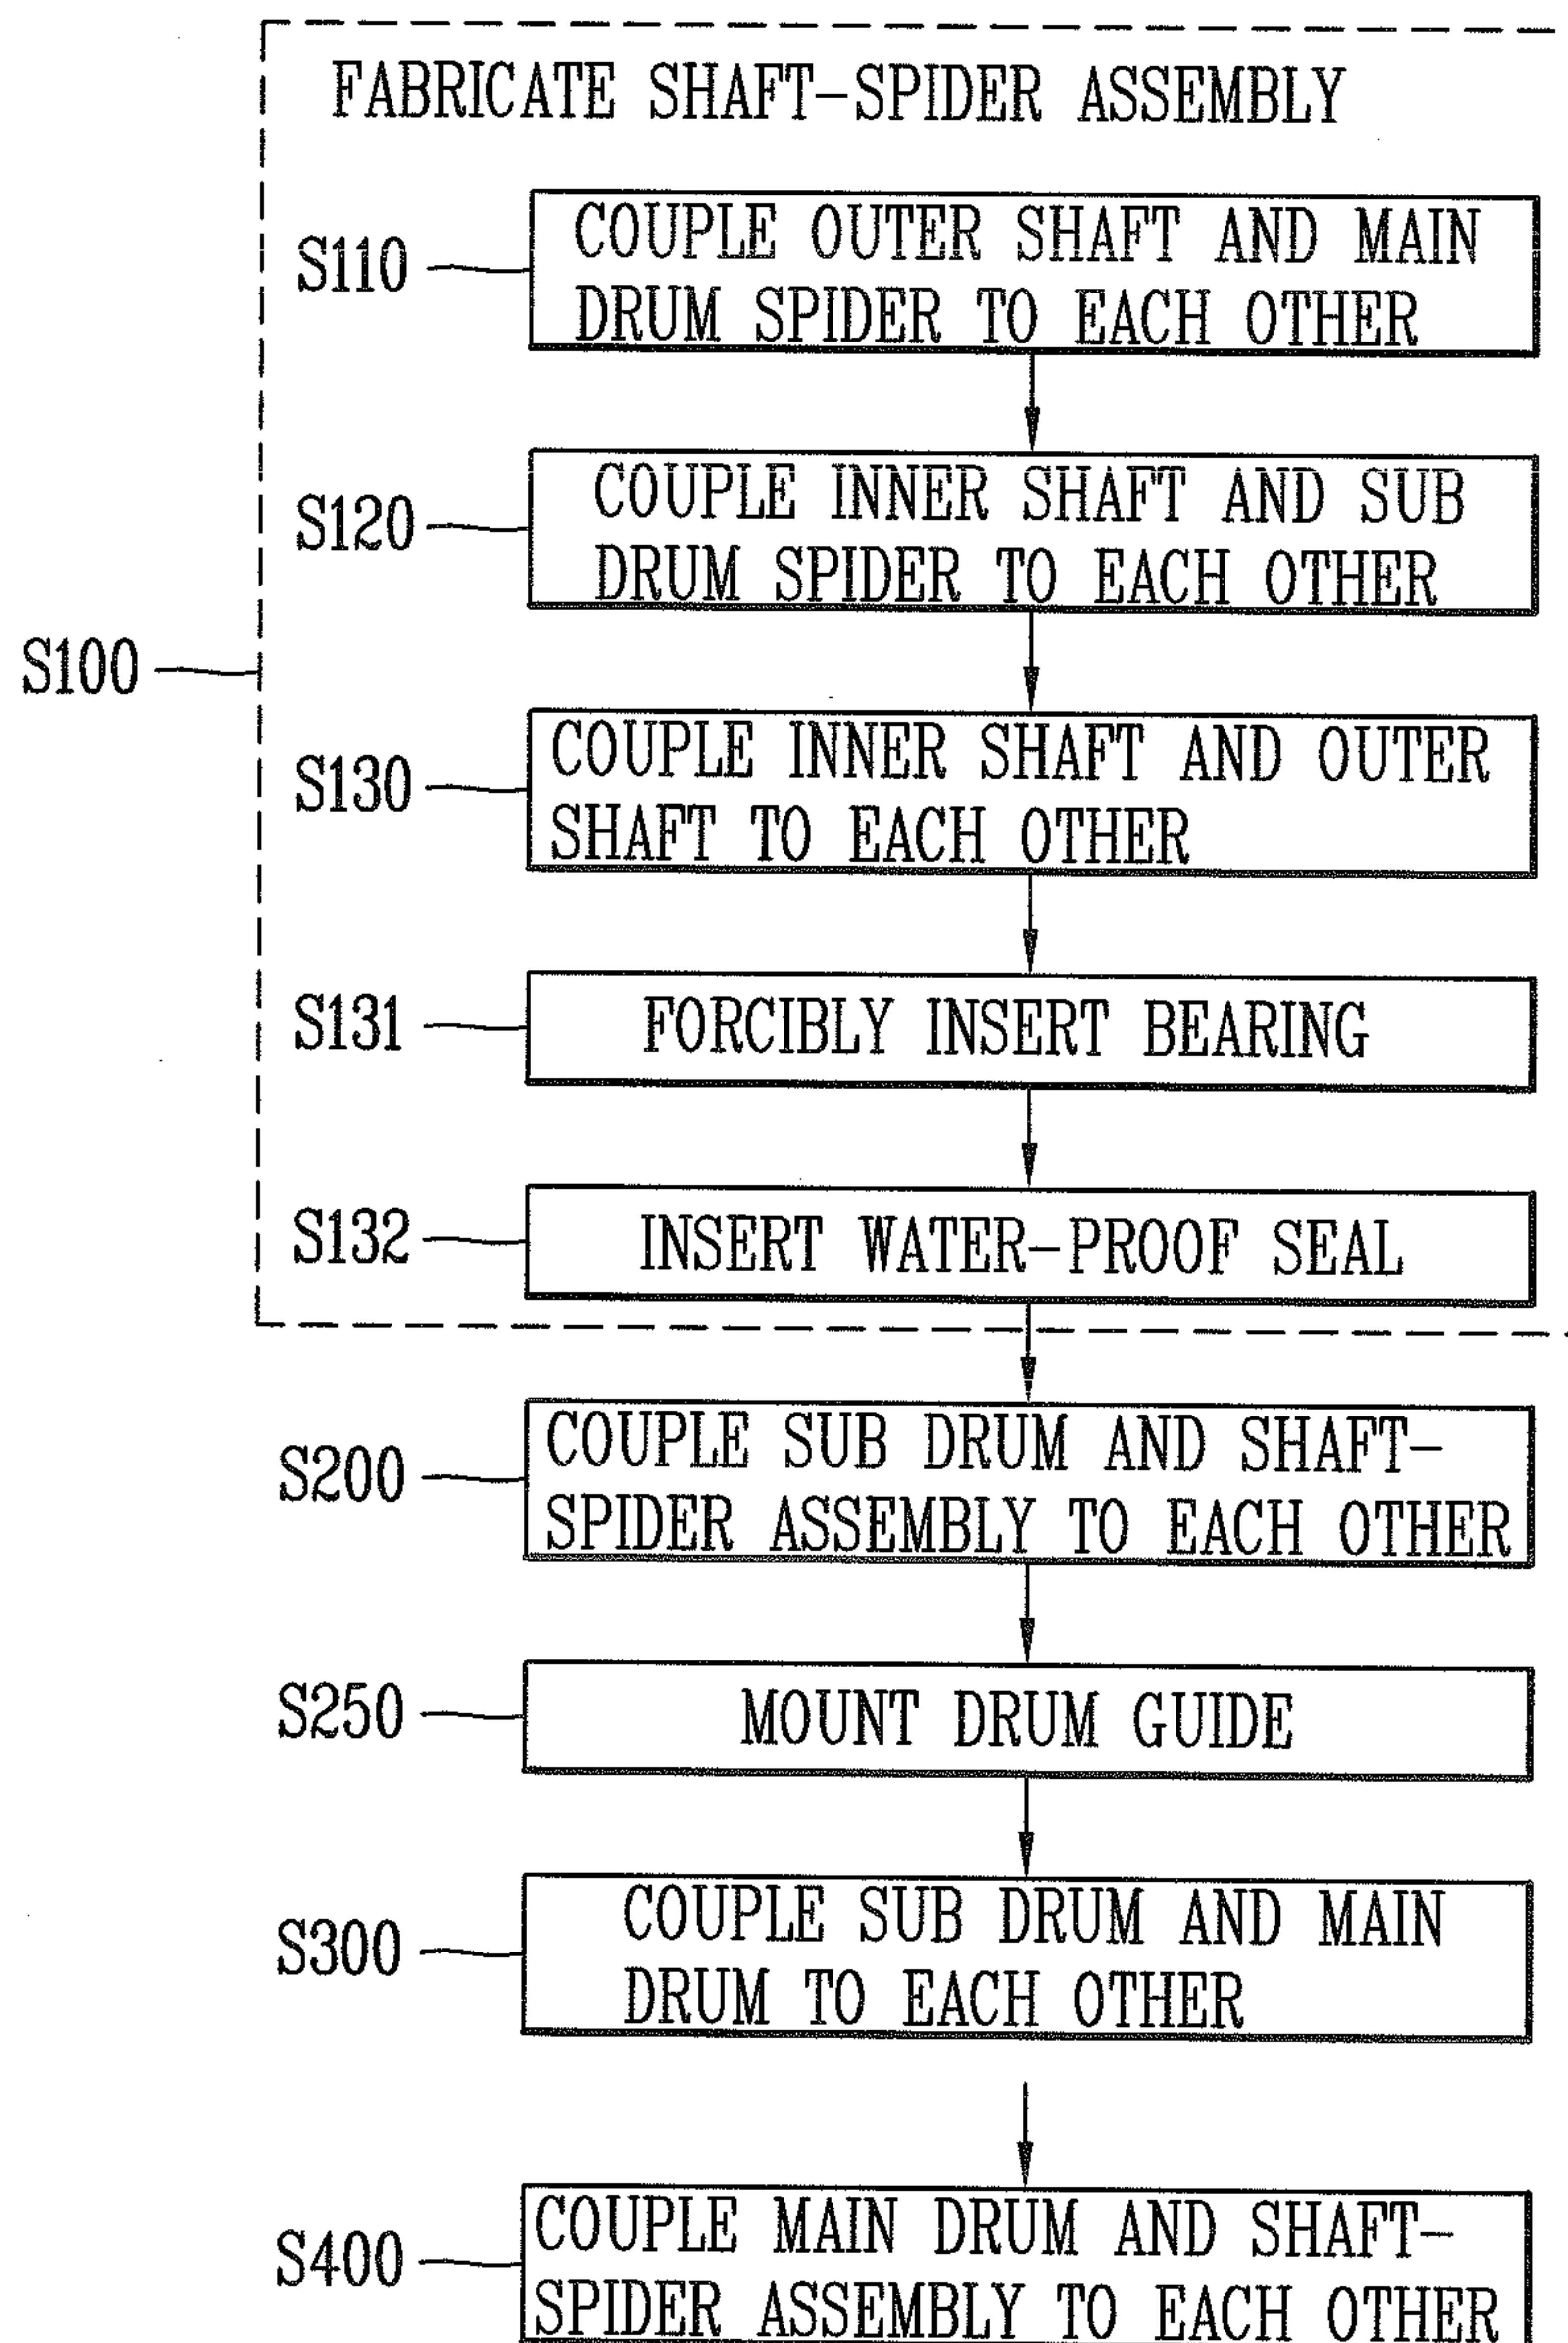 FABRICATE SHAFT-SPIDER ASSEMBLY
S110
COUPLE OUTER SHAFT AND MAIN
DRUM SPIDER TO EACH OTHER
S120
COUPLE INNER SHAFT AND SUB
DRUM SPIDER TO EACH OTHER
S100
S130
COUPLE INNER SHAFT AND OUTER
SHAFT TO EACH OTHER
S131
FORCIBLY INSERT BEARING
S132
INSERT WATER-PROOF SEAL
S200
COUPLE SUB DRUM AND SHAFT-
SPIDER ASSEMBLY TO EACH OTHER
S250
MOUNT DRUM GUIDE
S300
COUPLE SUB DRUM AND MAIN
DRUM TO EACH OTHER
S400
COUPLE MAIN DRUM AND SHAFT-
SPIDER ASSEMBLY TO EACH OTHER